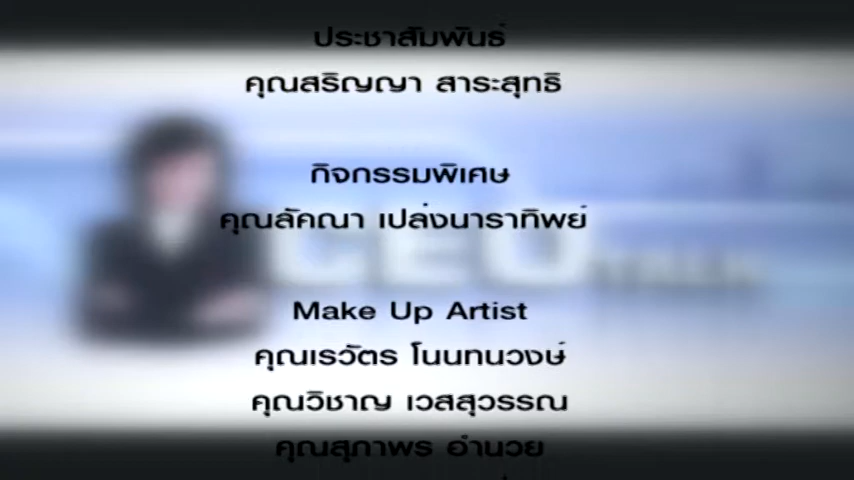 ประชาสัมพันธ์
คุณสริญญา สาระสุทธิ
กิจกรรมพิเศษ
คุณลัคณา เปล่งนาราทิพย์
CEO
Make Up Artist
คุณเรวัตร โนนทนวงษ์
คุณวิชาญ เวสสุวรรณ
คุณสุภาพร อำนวย